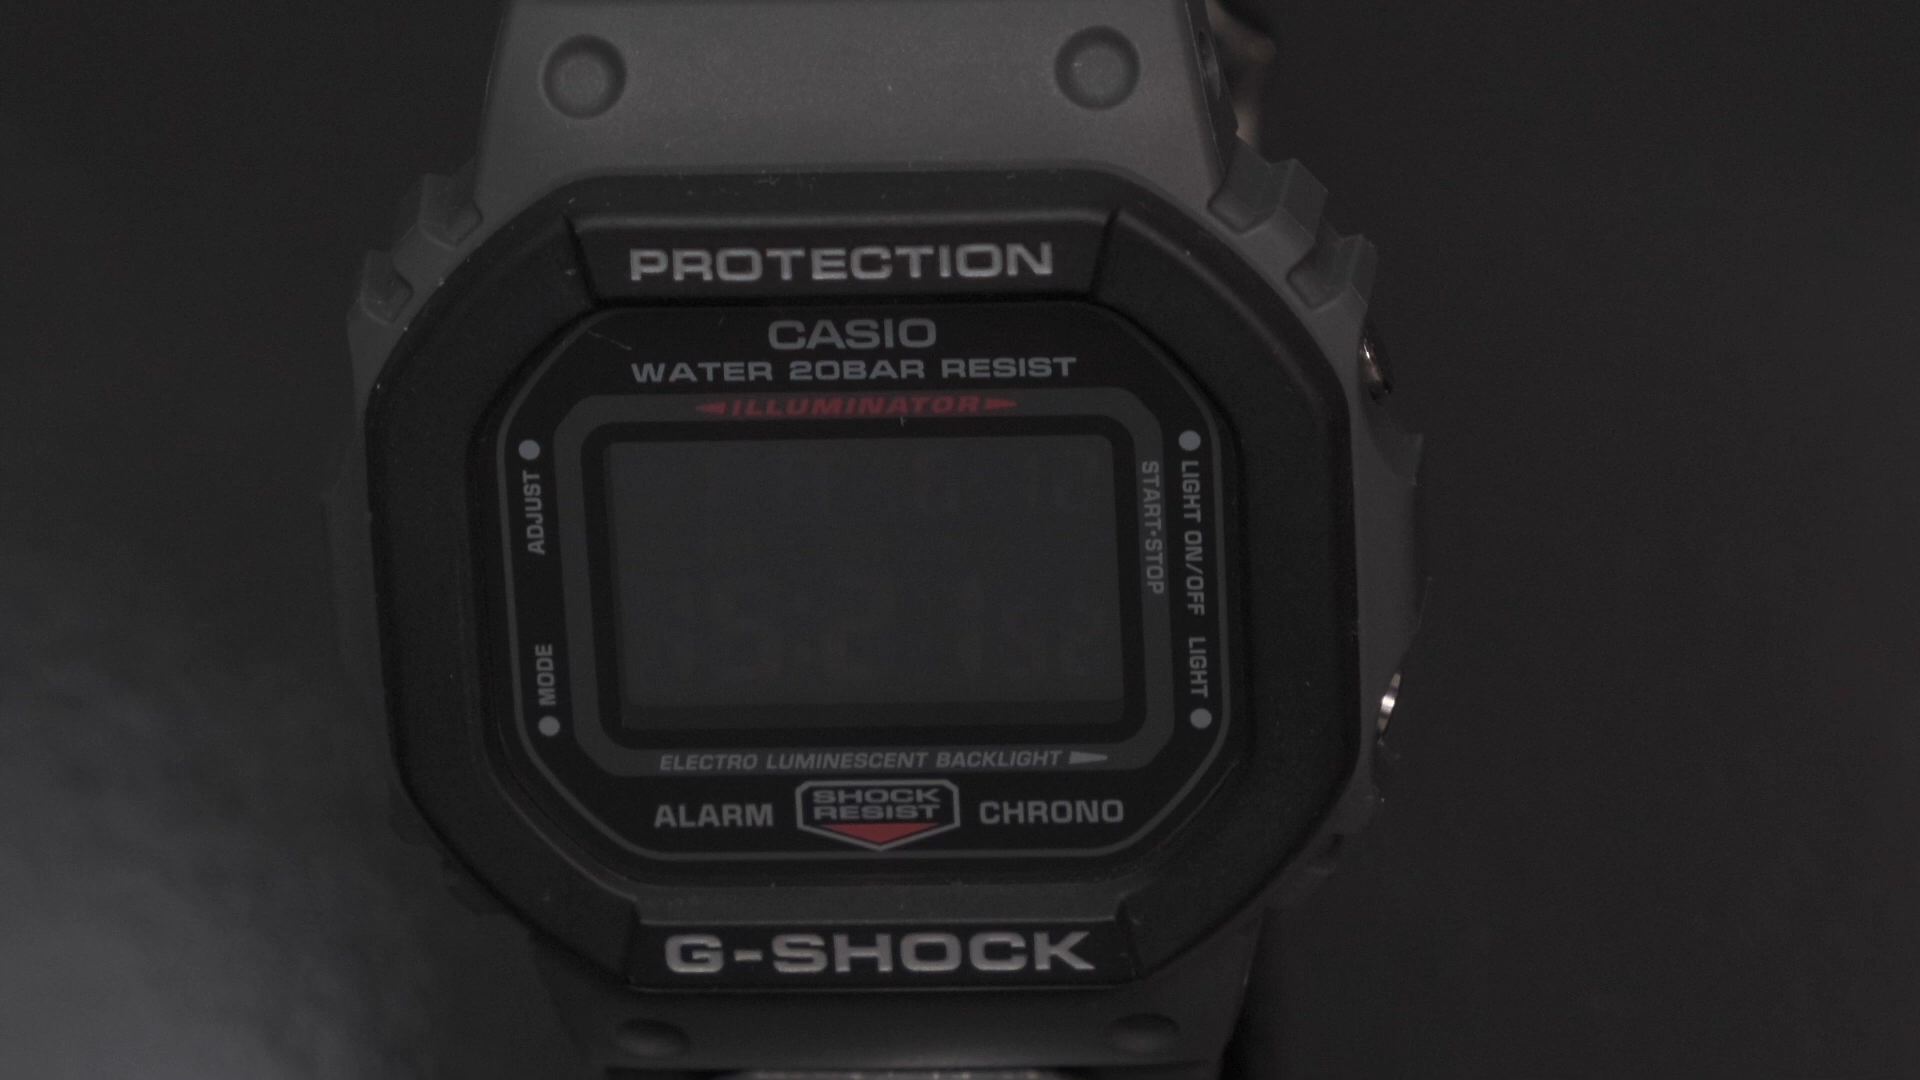 PROTECTION
CASIO
WATER 20BAR RESIST
ILLUMINATOR
ADJUST
MODE
START·STOP
LIGHT ON/OFF
LIGHT
ELECTRO LUMINESCENT BACKLIGHT
ALARM
SHOCK
RESIST
CHRONO
G-SHOCK